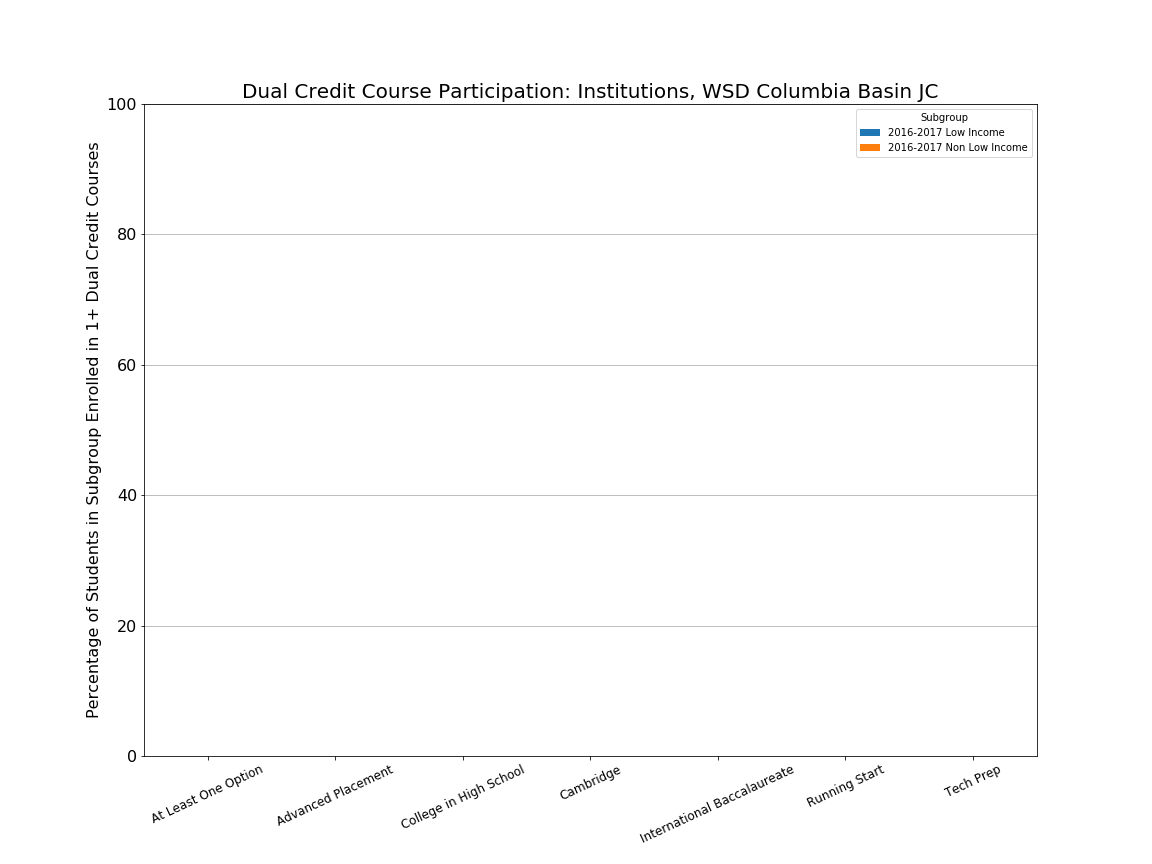 Dual Credit Course Participation: Institutions, WSD Columbia Basin JC
Subgroup
2016-2017 Low Income
2016-2017 Non Low Income
Percentage of Students in Subgroup Enrolled in 1+ Dual Credit Courses
100
80
60
40
20
0
At Least One Option
Advanced Placement
College in High School
Cambridge
International Baccalaureate
Running Start
Tech Prep